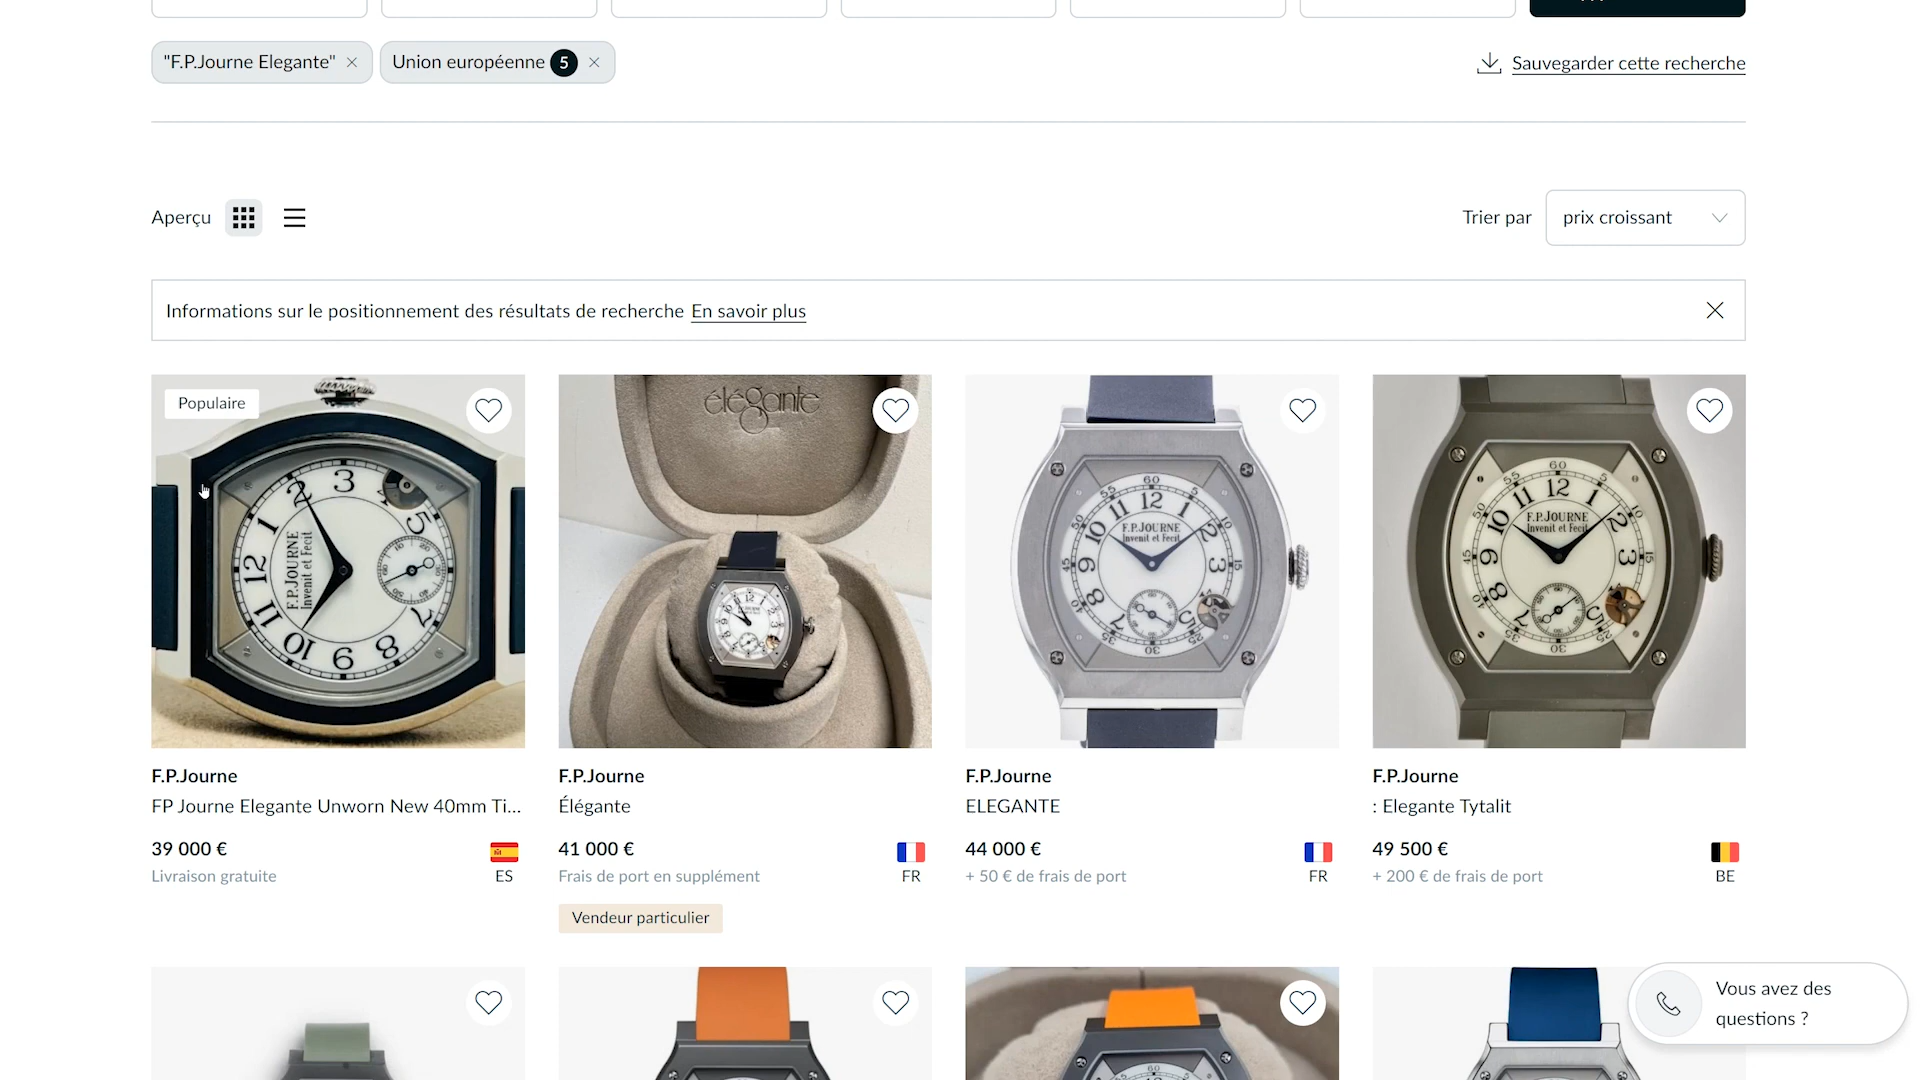 "F.P.Journe Elegante"
Union européenne 5
Sauvegarder cette recherche
Aperçu
Trier par
prix croissant
Informations sur le positionnement des résultats de recherche En savoir plus
Populaire
F.P.JOURNE
Invenit et Fecit
élégante
F.P.JOURNE
Invenit et Fecit
F.P.JOURNE
Invenit et Fecit
F.P.Journe
FP Journe Elegante Unworn New 40mm Ti...
39 000 €
Livraison gratuite
ES
F.P.Journe
Élégante
41 000 €
Frais de port en supplément
FR
Vendeur particulier
F.P.Journe
ELEGANTE
44 000 €
+ 50 € de frais de port
FR
F.P.Journe
: Elegante Tytalit
49 500 €
+ 200 € de frais de port
BE
Vous avez des
questions ?